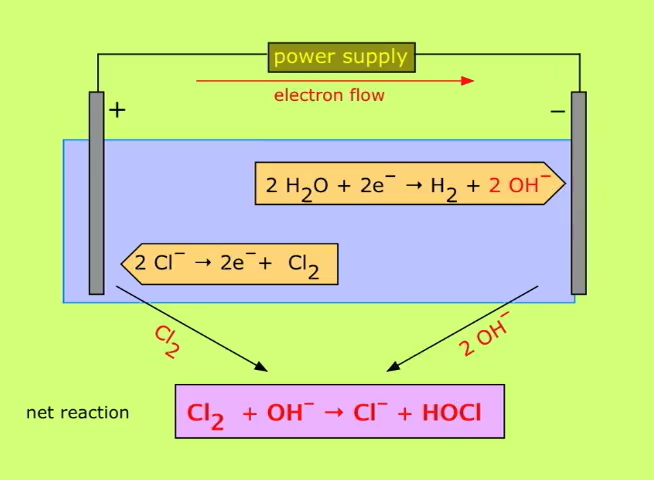 power supply
electron flow
+
−
2 H₂O + 2e⁻ → H₂ + 2 OH⁻
2 Cl⁻ → 2e⁻+ Cl₂
Cl₂
2 OH⁻
net reaction
Cl₂ + OH⁻ → Cl⁻ + HOCl